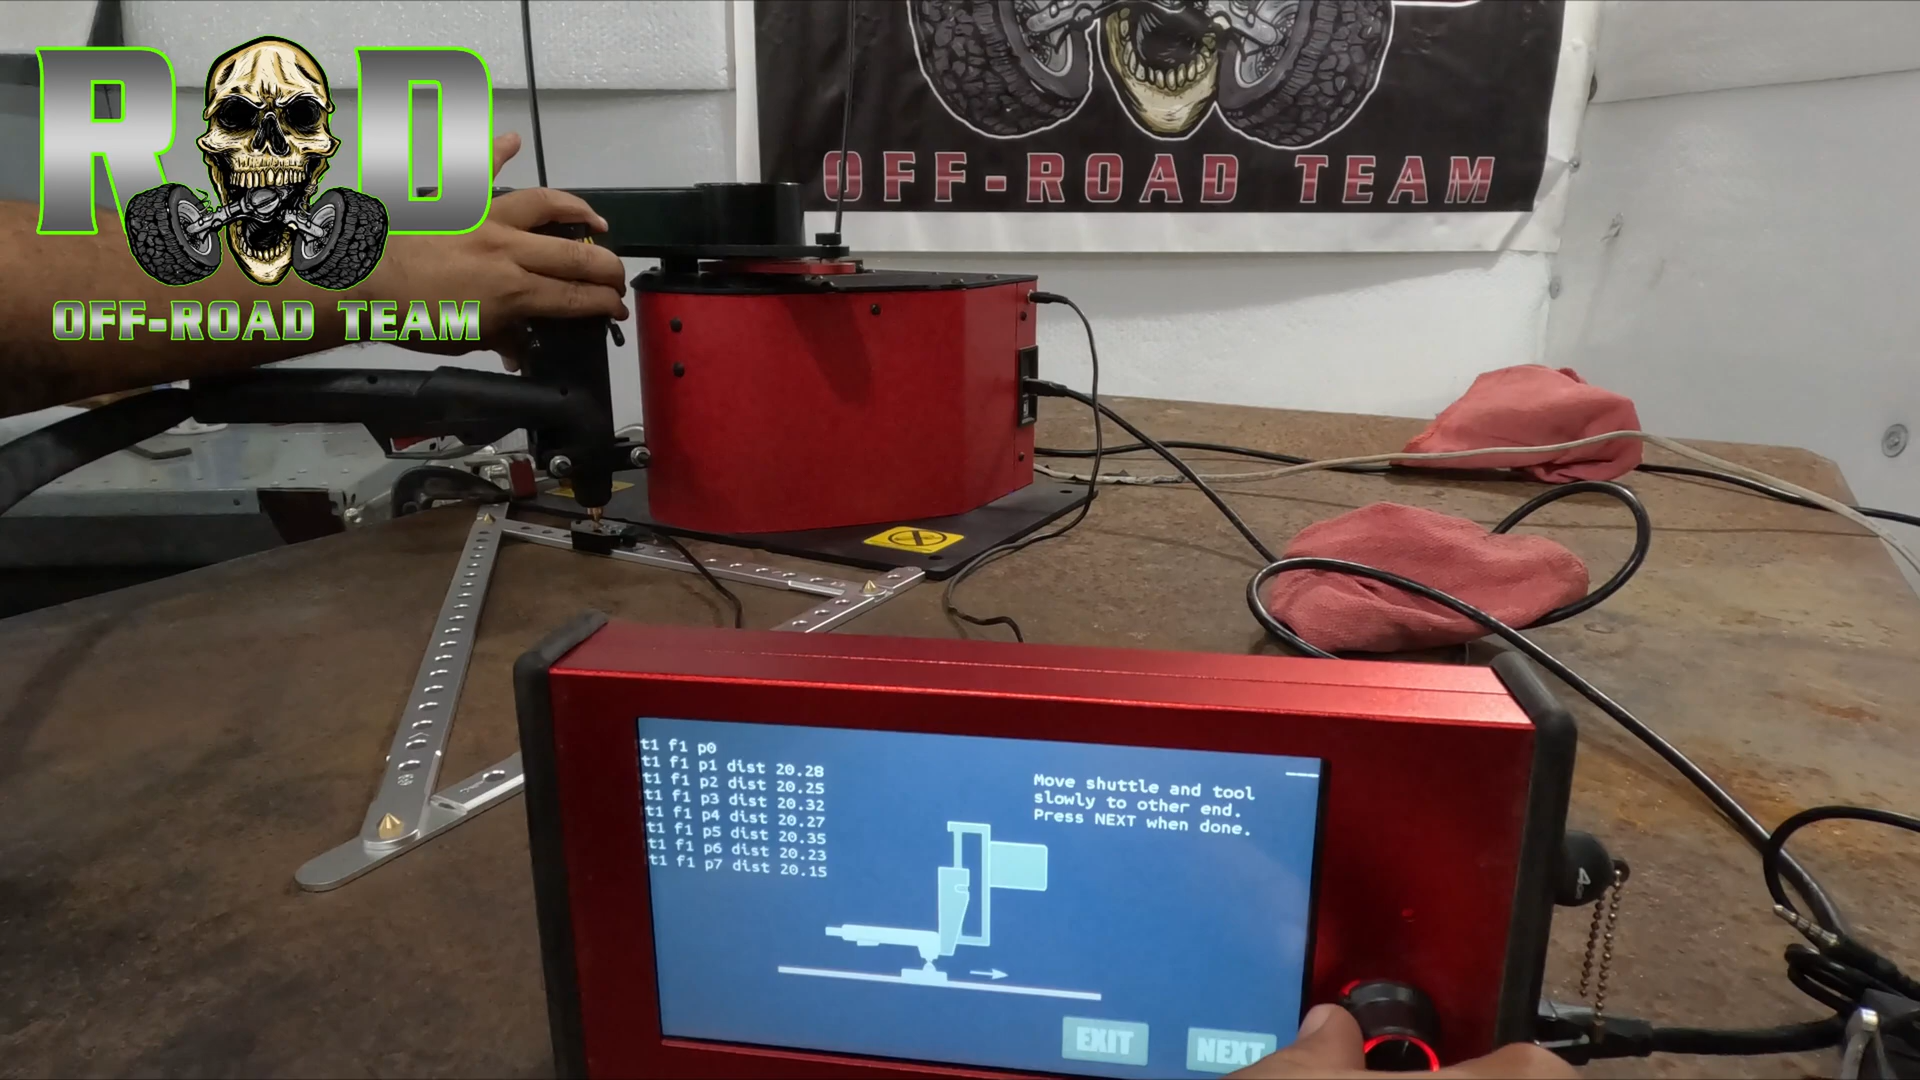 ROD
OFF-ROAD TEAM
OFF-ROAD TEAM
t1 f1 p0
t1 f1 p1 dist 20.28
t1 f1 p2 dist 20.25
t1 f1 p3 dist 20.32
t1 f1 p4 dist 20.27
t1 f1 p5 dist 20.35
t1 f1 p6 dist 20.23
t1 f1 p7 dist 20.15
Move shuttle and tool
slowly to other end.
Press NEXT when done.
EXIT
NEXT